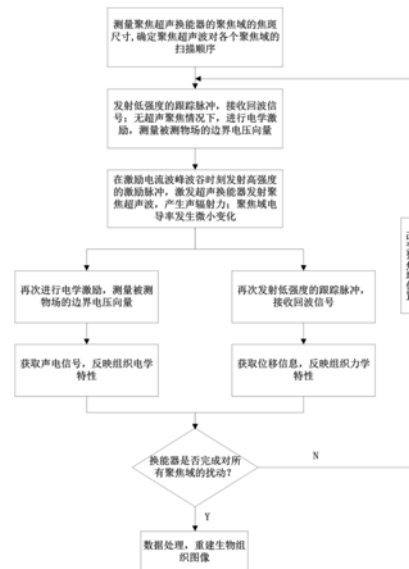 测量聚焦超声换能器的聚焦域的焦斑
尺寸,确定聚焦超声波对各个聚焦域的
扫描顺序
发射低强度的跟踪脉冲，接收回波信
号；无超声聚焦情况下，进行电学激
励，测量被测物场的边界电压向量
在激励电流波峰波谷时刻发射高强度
的激励脉冲，激发超声换能器发射聚
焦超声波，产生声辐射力；聚焦域电
导率发生微小变化
再次进行电学激励，测量被测
物场的边界电压向量
再次发射低强度的跟踪脉冲，
接收回波信号
获取声电信号，反映组织电学
特性
获取位移信息，反映组织力学
特性
换能器是否完成对所
有聚焦域的扰动？
N
Y
数据处理，重建生物组
织图像